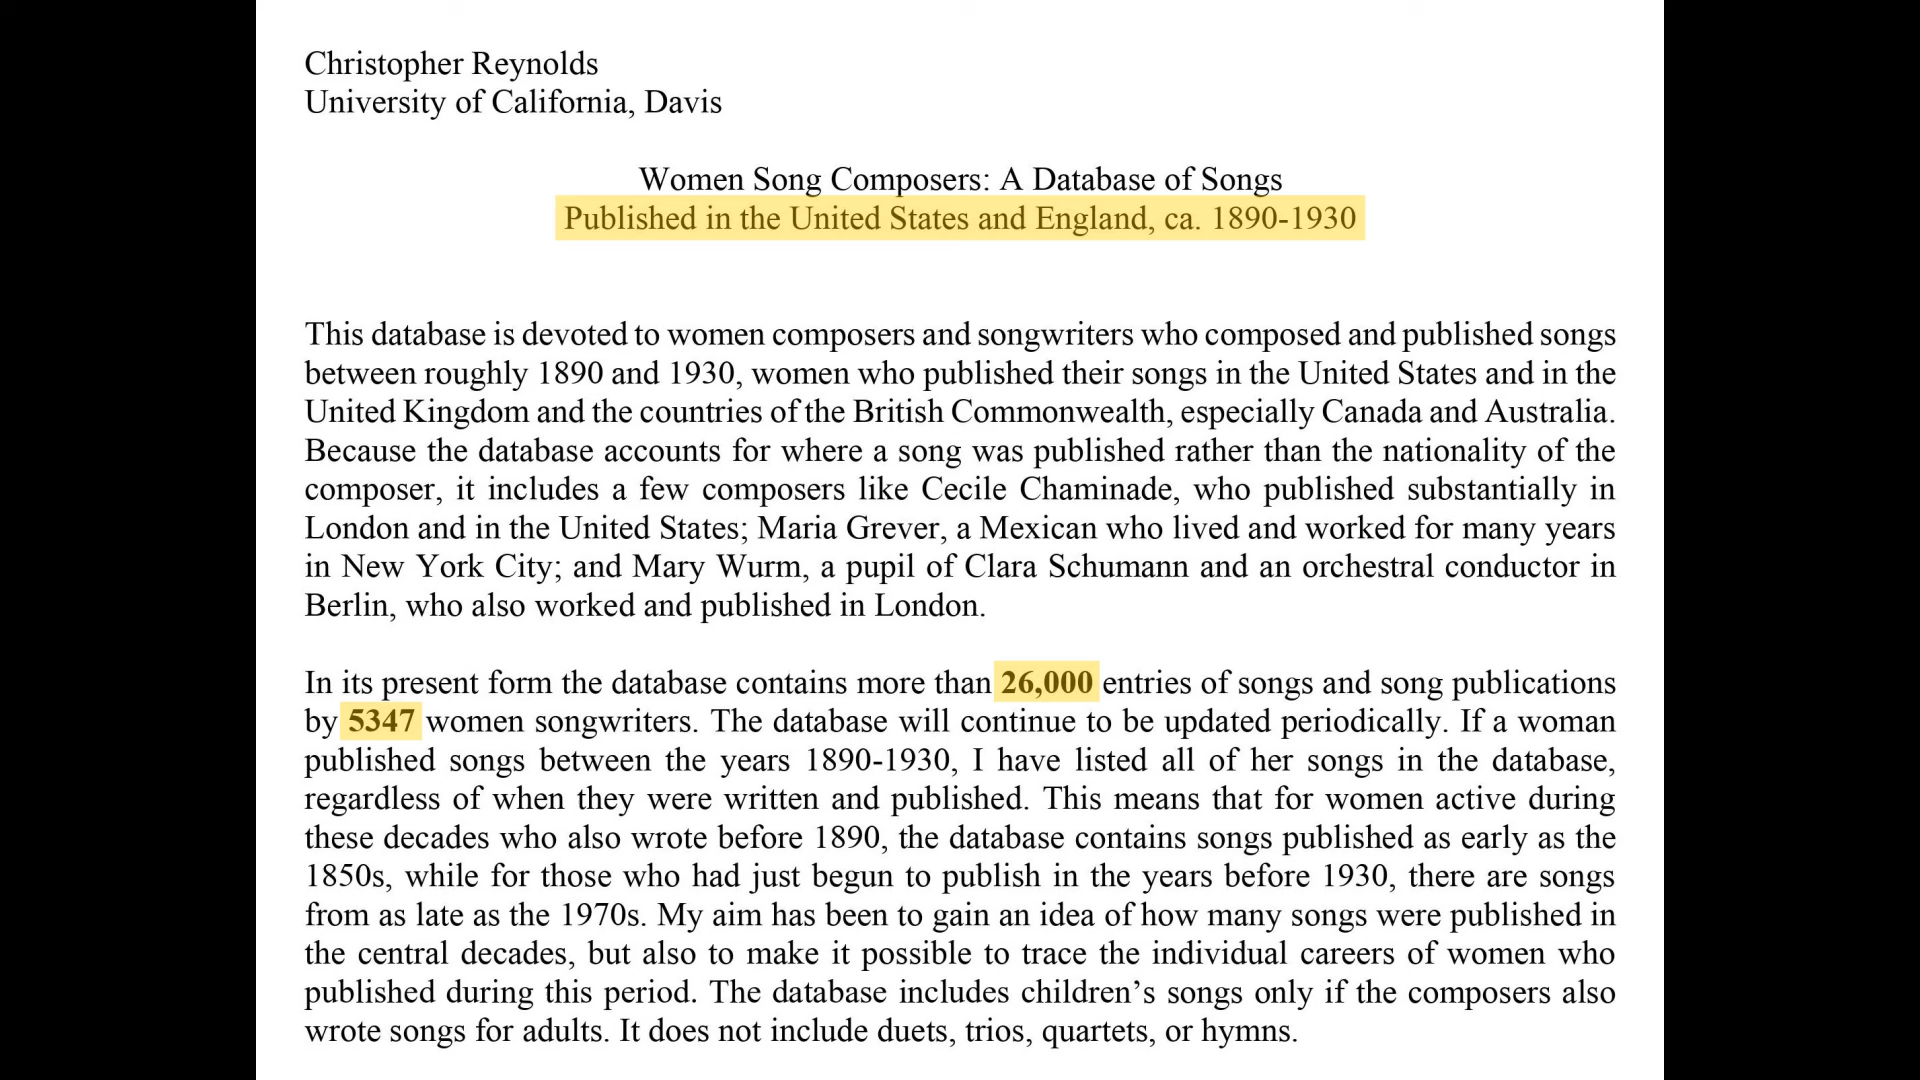 Christopher Reynolds
University of California, Davis
Women Song Composers: A Database of Songs
Published in the United States and England, ca. 1890-1930
This database is devoted to women composers and songwriters who composed and published songs
between roughly 1890 and 1930, women who published their songs in the United States and in the
United Kingdom and the countries of the British Commonwealth, especially Canada and Australia.
Because the database accounts for where a song was published rather than the nationality of the
composer, it includes a few composers like Cecile Chaminade, who published substantially in
London and in the United States; Maria Grever, a Mexican who lived and worked for many years
in New York City; and Mary Wurm, a pupil of Clara Schumann and an orchestral conductor in
Berlin, who also worked and published in London.
In its present form the database contains more than 26,000 entries of songs and song publications
by 5347 women songwriters. The database will continue to be updated periodically. If a woman
published songs between the years 1890-1930, I have listed all of her songs in the database,
regardless of when they were written and published. This means that for women active during
these decades who also wrote before 1890, the database contains songs published as early as the
1850s, while for those who had just begun to publish in the years before 1930, there are songs
from as late as the 1970s. My aim has been to gain an idea of how many songs were published in
the central decades, but also to make it possible to trace the individual careers of women who
published during this period. The database includes children’s songs only if the composers also
wrote songs for adults. It does not include duets, trios, quartets, or hymns.